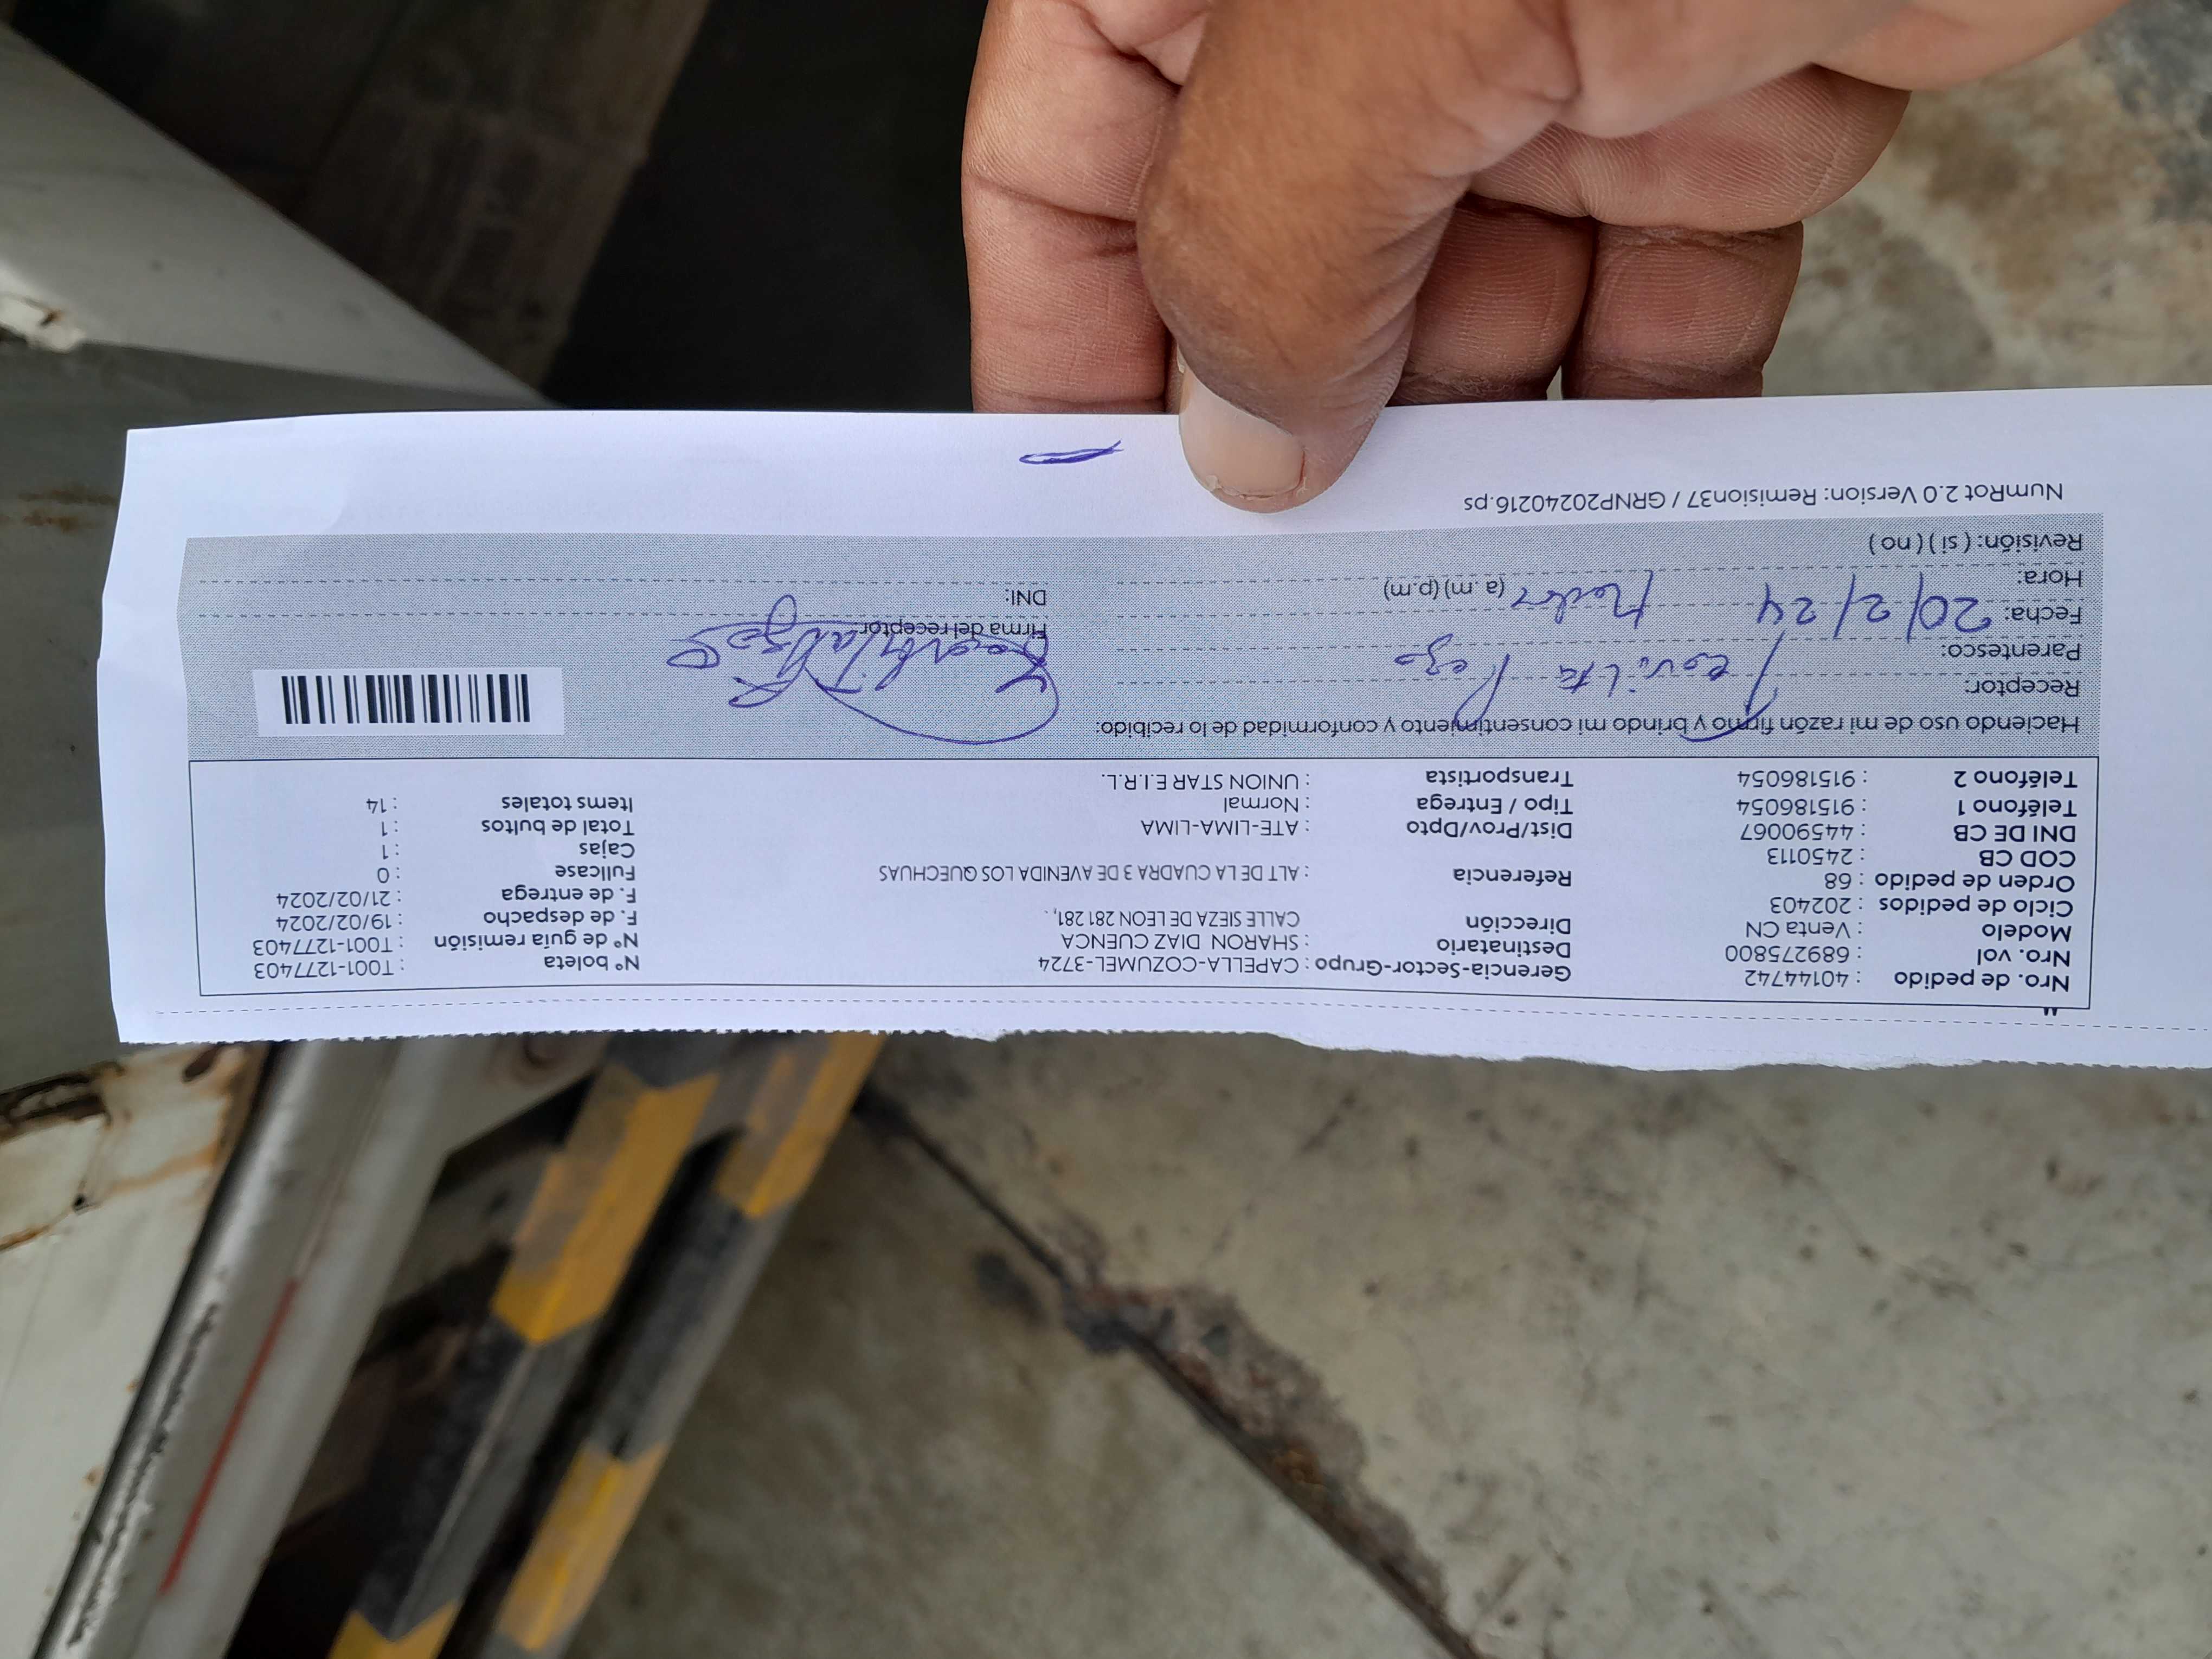 Nro. de pedido : 40144742
Nro. vol : 689275800
Modelo : Venta CN
Ciclo de pedidos : 202403
Orden de pedido : 68
COD CB : 2450113
DNI DE CB : 44590067
Teléfono 1 : 915186054
Teléfono 2 : 915186054
Gerencia-Sector-Grupo : CAPELLA-COZUMEL-3724
Destinatario : SHARON DIAZ CUENCA
Dirección CALLE SIEZA DE LEON 281 281, .
Referencia : ALT DE LA CUADRA 3 DE AVENIDA LOS QUECHUAS
Dist/Prov/Dpto : ATE-LIMA-LIMA
Tipo / Entrega : Normal
Transportista : UNION STAR E.I.R.L.
Nº boleta : T001-1277403
Nº de guía remisión : T001-1277403
F. de despacho : 19/02/2024
F. de entrega : 21/02/2024
Fullcase : 0
Cajas : 1
Total de bultos : 1
Items totales : 14
Haciendo uso de mi razón firmo y brindo mi consentimiento y conformidad de lo recibido:
Receptor:
Parentesco:
Fecha: 20/2/24
Hora: (a.m) (p.m)
Revisión: ( si ) ( no )
Firma del receptor
DNI:
NumRot 2.0 Version: Remision37 / GRNP20240216.ps